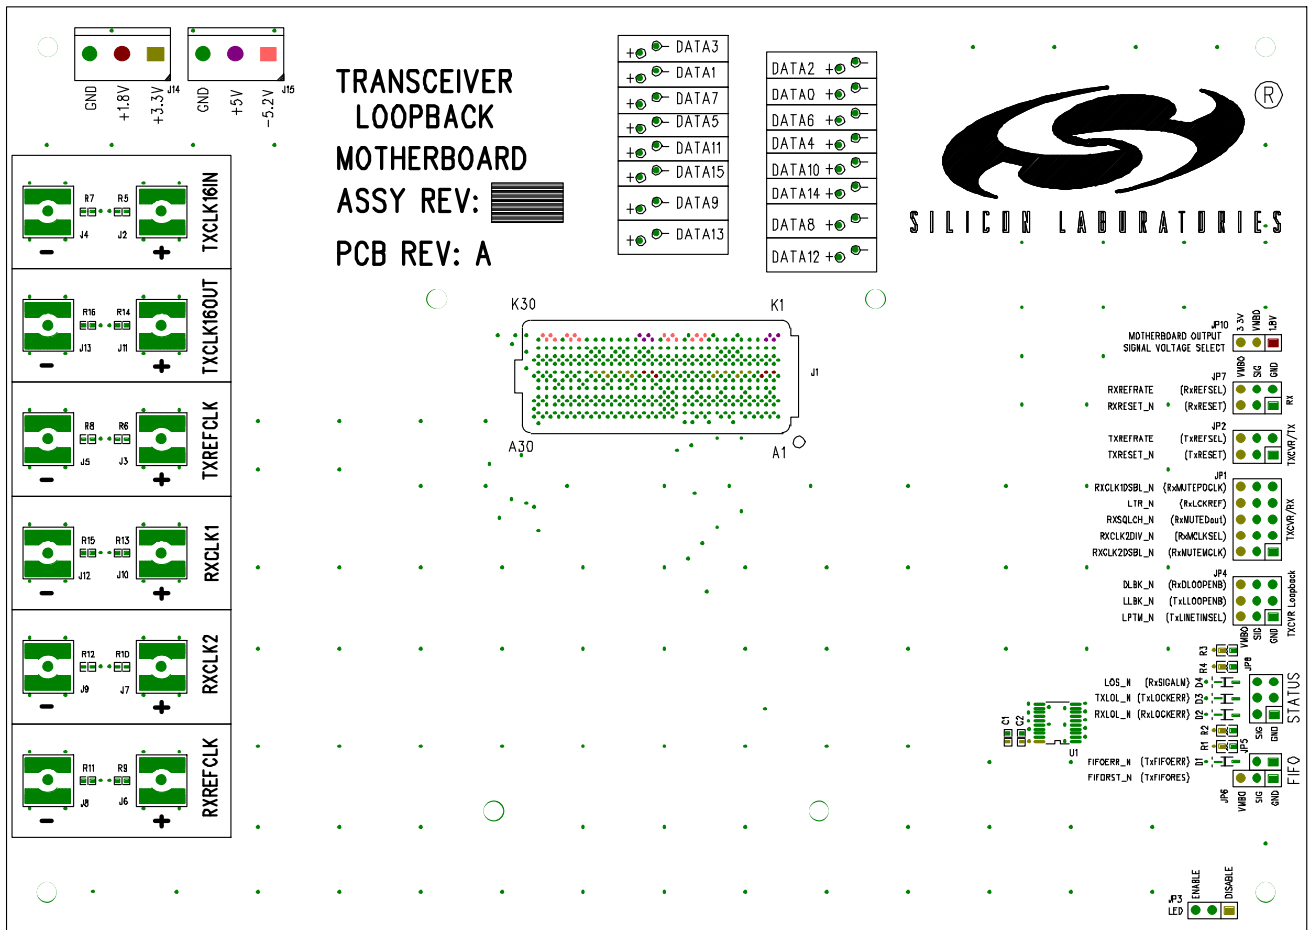 GND
+1.8V
+3.3V
J14
GND
+5V
-5.2V
J15
TRANSCEIVER
LOOPBACK
MOTHERBOARD
ASSY REV:
PCB REV: A
+ DATA3
+ DATA1
+ DATA7
+ DATA5
+ DATA11
+ DATA15
+ DATA9
+ DATA13
DATA2 +
DATA0 +
DATA6 +
DATA4 +
DATA10 +
DATA14 +
DATA8 +
DATA12 +
®
SILICON LABORATORIES
R7 R5
J4 J2
- +
TXCLK16IN
R16 R14
J13 J11
- +
TXCLK16OUT
R8 R6
J5 J3
- +
TXREFCLK
R15 R13
J12 J10
- +
RXCLK1
R12 R10
J9 J7
- +
RXCLK2
R11 R9
J8 J6
- +
RXREFCLK
K30 K1
J1
A30 A1
JP10
3.3V VMBO 1.8V
MOTHERBOARD OUTPUT
SIGNAL VOLTAGE SELECT
VMBO SIG GND
JP7
RXREFRATE (RxREFSEL)
RXRESET_N (RxRESET)
RX
JP2
TXREFRATE (TxREFSEL)
TXRESET_N (TxRESET)
TXCVR/TX
JP1
RXCLK1DSBL_N (RxMUTEPOCLK)
LTR_N (RxLCKREF)
RXSQLCH_N (RxMUTEDout)
RXCLK2DIV_N (RxMCLKSEL)
RXCLK2DSBL_N (RxMUTEMCLK)
TXCVR/RX
JP4
DLBK_N (RxDLOOPENB)
LLBK_N (TxLLOOPENB)
LPTM_N (TxLINETIMSEL)
TXCVR Loopback
VMBO SIG GND
R3
R4
JP8
LOS_N (RxSIGALM) D4
TXLOL_N (TxLOCKERR) D3
RXLOL_N (RxLOCKERR) D2
STATUS
SIG GND
R2
R1
JP5
C1 C2
U1
FIFOERR_N (TxFIFOERR) D1
FIFORST_N (TxFIFORES)
FIFO
JP6
VMBO SIG GND
JP3
LED
ENABLE
DISABLE